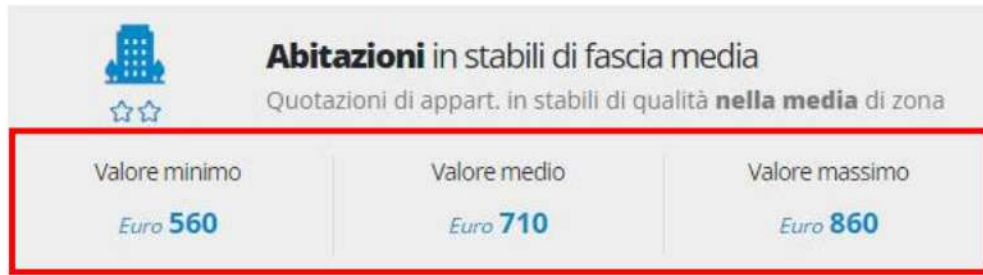 Abitazioni in stabili di fascia media
Quotazioni di appart. in stabili di qualità nella media di zona
Valore minimo Valore medio Valore massimo
Euro 560 Euro 710 Euro 860